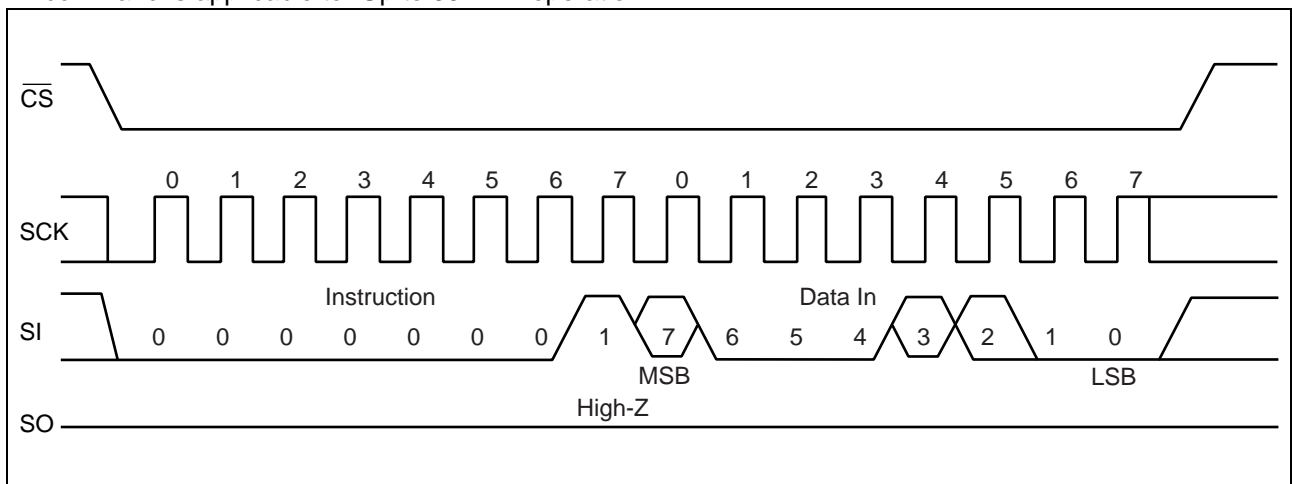 CS
0 1 2 3 4 5 6 7 0 1 2 3 4 5 6 7
SCK
Instruction Data In
SI 0 0 0 0 0 0 0 1 7 6 5 4 3 2 1 0
MSB LSB
High-Z
SO